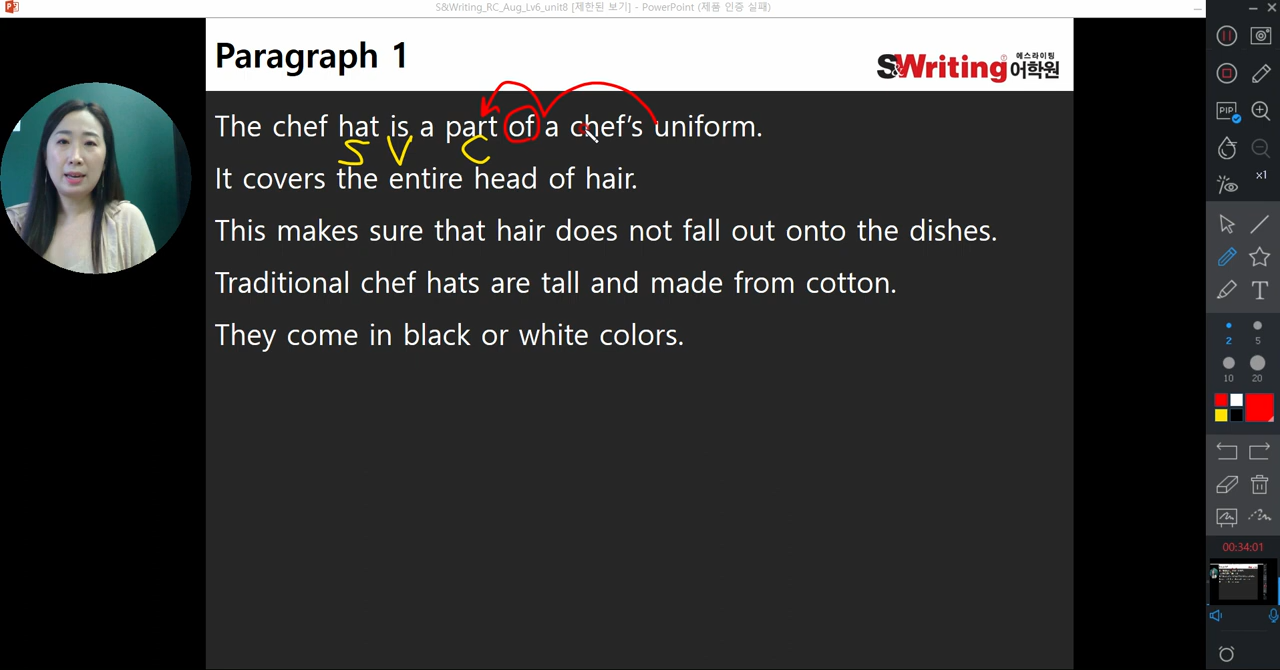 S&Writing_RC_Aug_Lv6_unit8 [제한된 보기] - PowerPoint (제품 인증 실패)
Paragraph 1
S&Writing 에스라이팅 어학원
The chef hat is a part of a chef's uniform.
S V C
It covers the entire head of hair.
This makes sure that hair does not fall out onto the dishes.
Traditional chef hats are tall and made from cotton.
They come in black or white colors.
PIP
x1
T
2 5
10 20
00:34:01